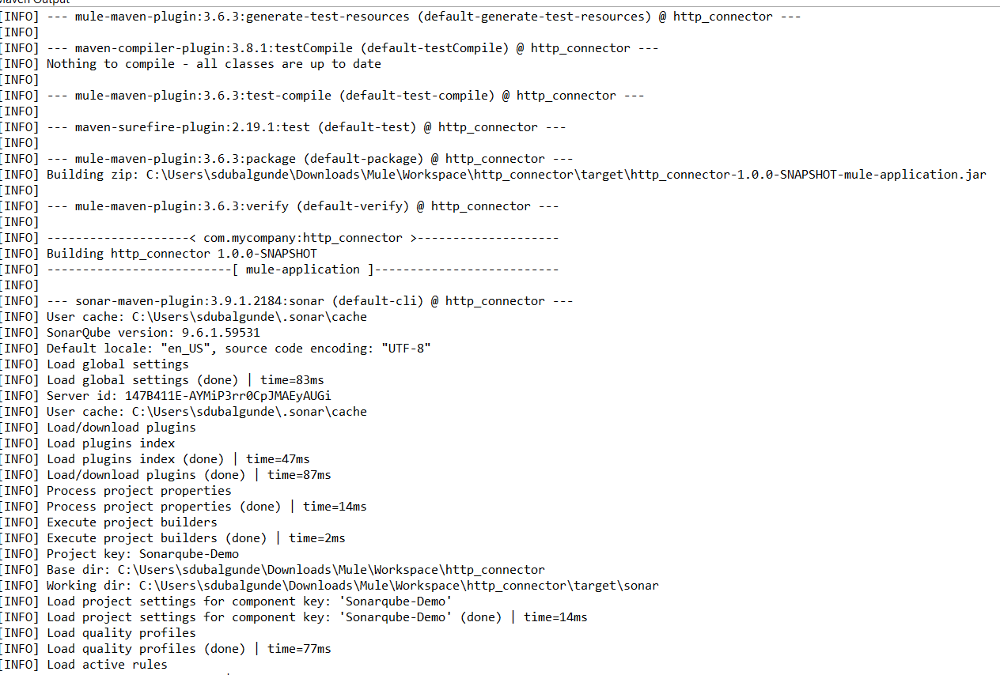 Maven Output
[INFO] --- mule-maven-plugin:3.6.3:generate-test-resources (default-generate-test-resources) @ http_connector ---
[INFO]
[INFO] --- maven-compiler-plugin:3.8.1:testCompile (default-testCompile) @ http_connector ---
[INFO] Nothing to compile - all classes are up to date
[INFO]
[INFO] --- mule-maven-plugin:3.6.3:test-compile (default-test-compile) @ http_connector ---
[INFO]
[INFO] --- maven-surefire-plugin:2.19.1:test (default-test) @ http_connector ---
[INFO]
[INFO] --- mule-maven-plugin:3.6.3:package (default-package) @ http_connector ---
[INFO] Building zip: C:\Users\sdubalgunde\Downloads\Mule\Workspace\http_connector\target\http_connector-1.0.0-SNAPSHOT-mule-application.jar
[INFO]
[INFO] --- mule-maven-plugin:3.6.3:verify (default-verify) @ http_connector ---
[INFO]
[INFO] --------------------< com.mycompany:http_connector >--------------------
[INFO] Building http_connector 1.0.0-SNAPSHOT
[INFO] --------------------------[ mule-application ]--------------------------
[INFO]
[INFO] --- sonar-maven-plugin:3.9.1.2184:sonar (default-cli) @ http_connector ---
[INFO] User cache: C:\Users\sdubalgunde\.sonar\cache
[INFO] SonarQube version: 9.6.1.59531
[INFO] Default locale: "en_US", source code encoding: "UTF-8"
[INFO] Load global settings
[INFO] Load global settings (done) | time=83ms
[INFO] Server id: 147B411E-AYMiP3rr0CpJMAEyAUGi
[INFO] User cache: C:\Users\sdubalgunde\.sonar\cache
[INFO] Load/download plugins
[INFO] Load plugins index
[INFO] Load plugins index (done) | time=47ms
[INFO] Load/download plugins (done) | time=87ms
[INFO] Process project properties
[INFO] Process project properties (done) | time=14ms
[INFO] Execute project builders
[INFO] Execute project builders (done) | time=2ms
[INFO] Project key: Sonarqube-Demo
[INFO] Base dir: C:\Users\sdubalgunde\Downloads\Mule\Workspace\http_connector
[INFO] Working dir: C:\Users\sdubalgunde\Downloads\Mule\Workspace\http_connector\target\sonar
[INFO] Load project settings for component key: 'Sonarqube-Demo'
[INFO] Load project settings for component key: 'Sonarqube-Demo' (done) | time=14ms
[INFO] Load quality profiles
[INFO] Load quality profiles (done) | time=77ms
[INFO] Load active rules